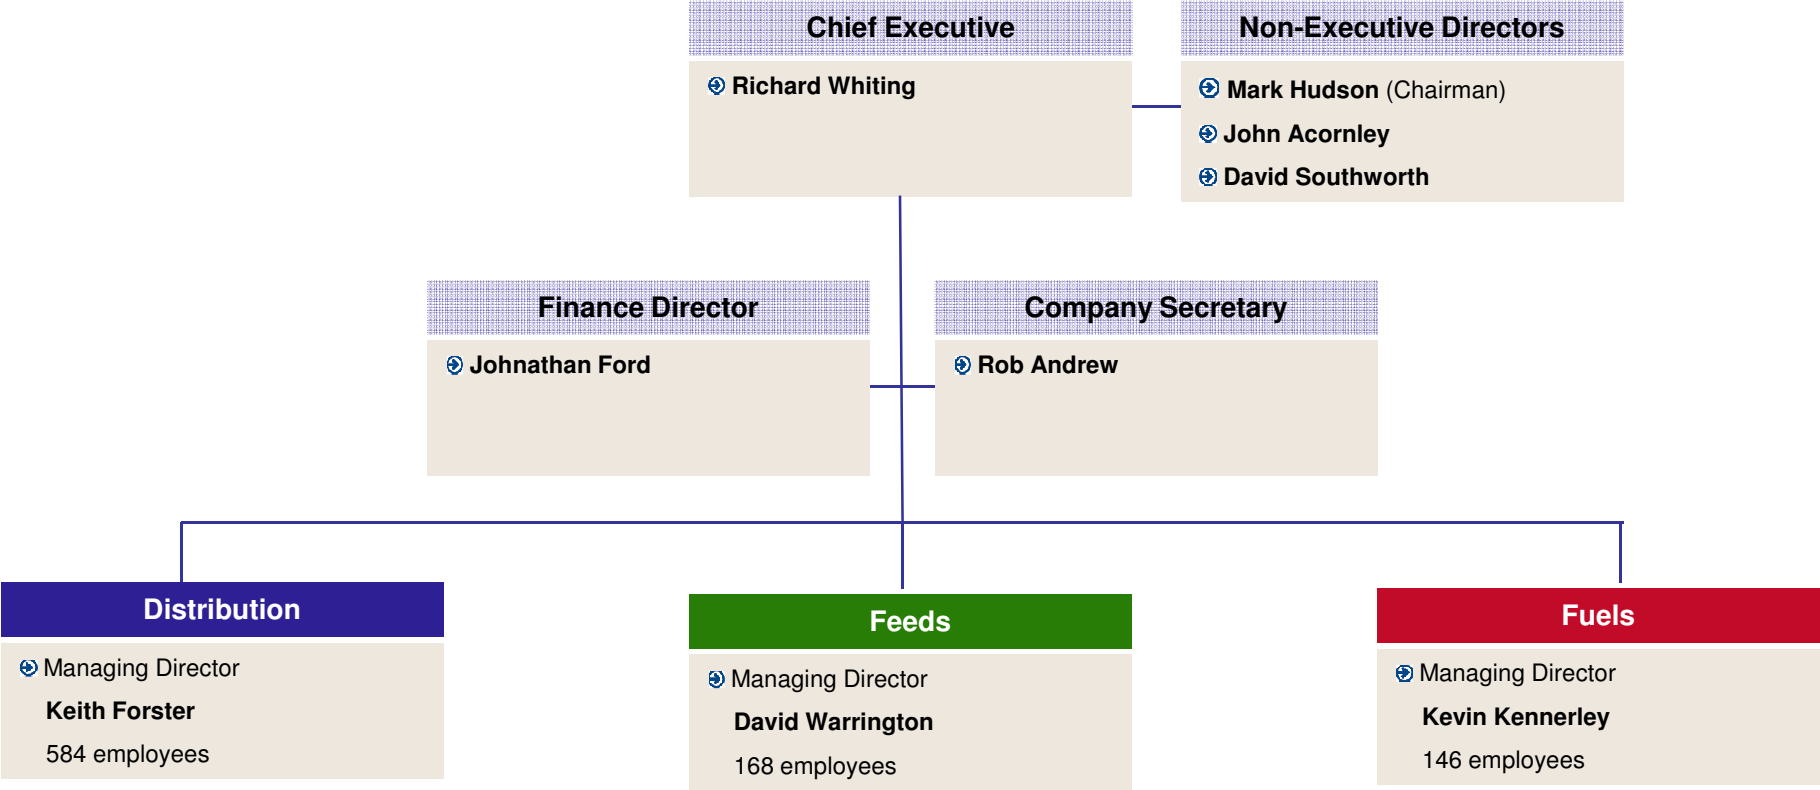 Chief Executive
Richard Whiting
Non-Executive Directors
Mark Hudson (Chairman)
John Acornley
David Southworth
Finance Director
Johnathan Ford
Company Secretary
Rob Andrew
Distribution
Managing Director
Keith Forster
584 employees
Feeds
Managing Director
David Warrington
168 employees
Fuels
Managing Director
Kevin Kennerley
146 employees